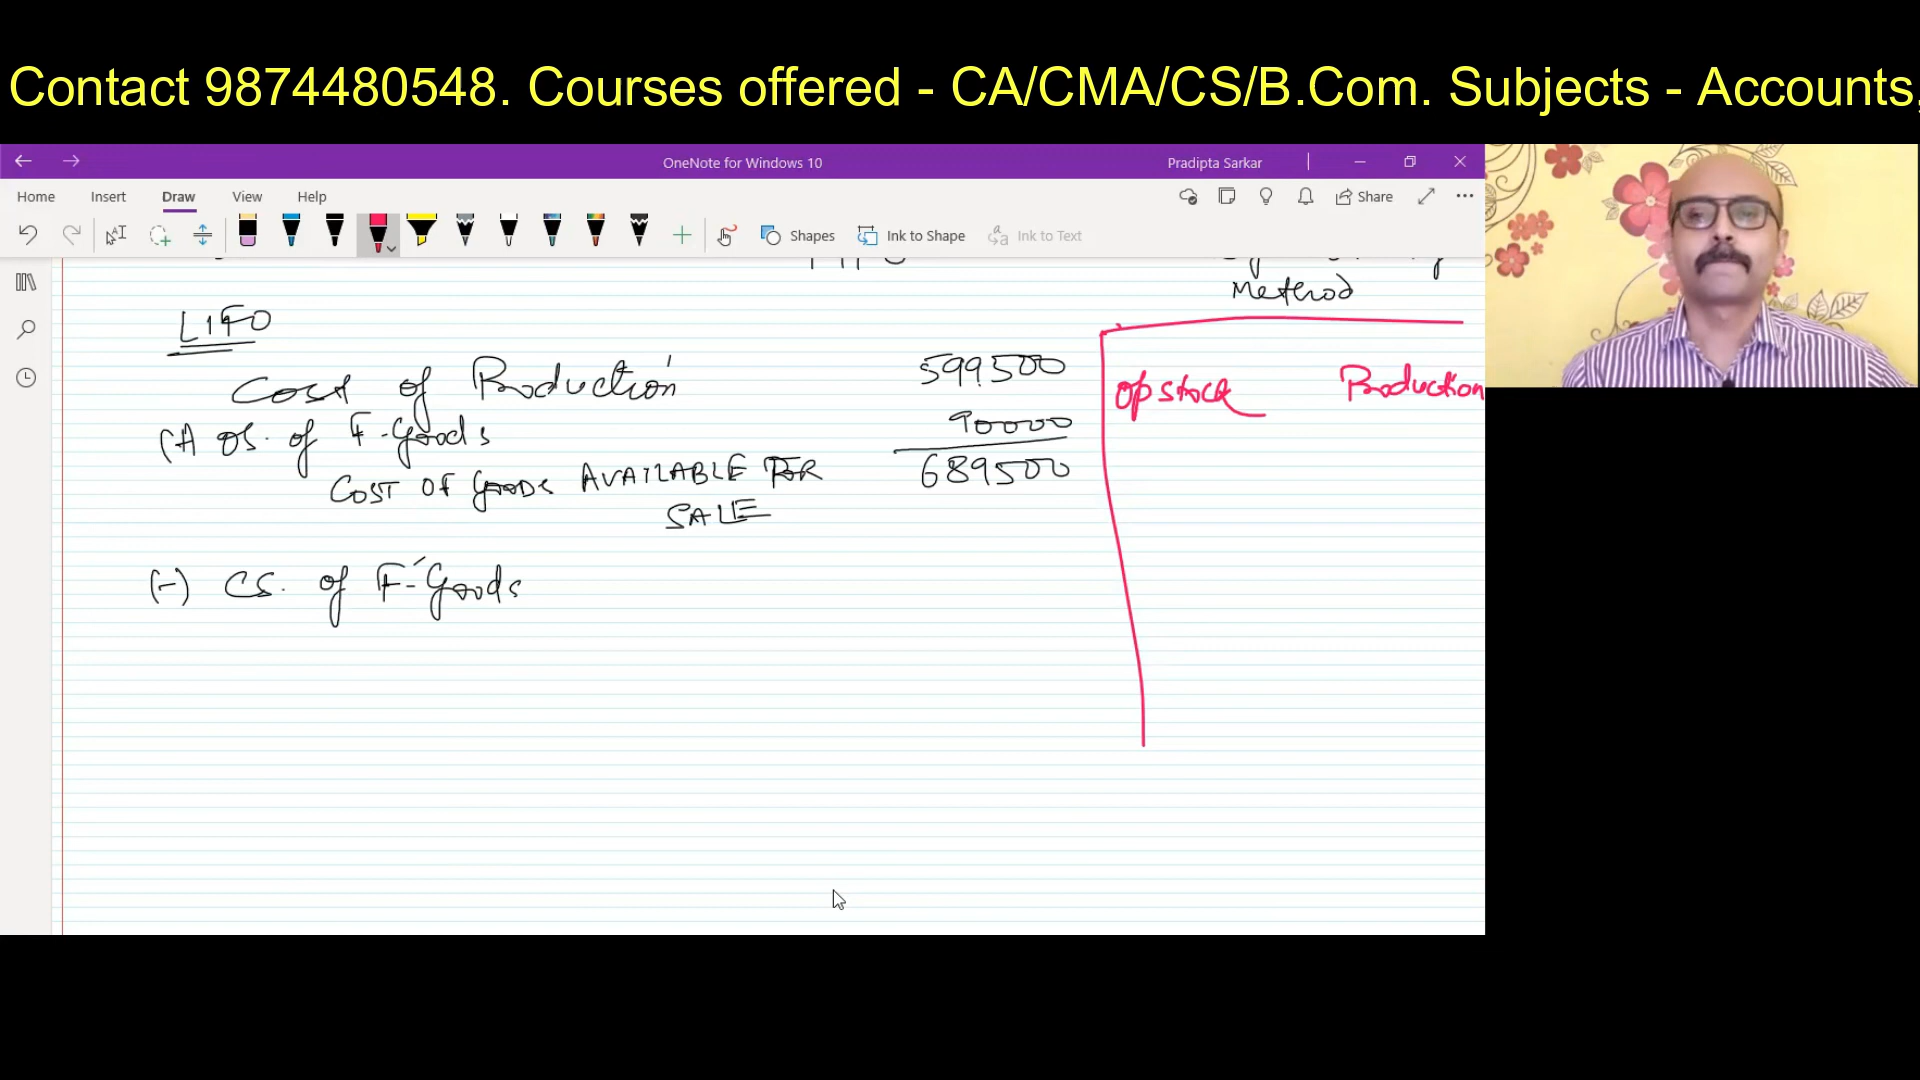 Contact 9874480548. Courses offered - CA/CMA/CS/B.Com. Subjects - Accounts,
OneNote for Windows 10
Pradipta Sarkar
Home Insert Draw View Help
Share
Shapes Ink to Shape Ink to Text
Method
LIFO
Cost of Production 599500
OS. of F-Goods 90000
COST OF GOODS AVAILABLE FOR 689500
SALE
(-) CS. of F-Goods
Op stock Production